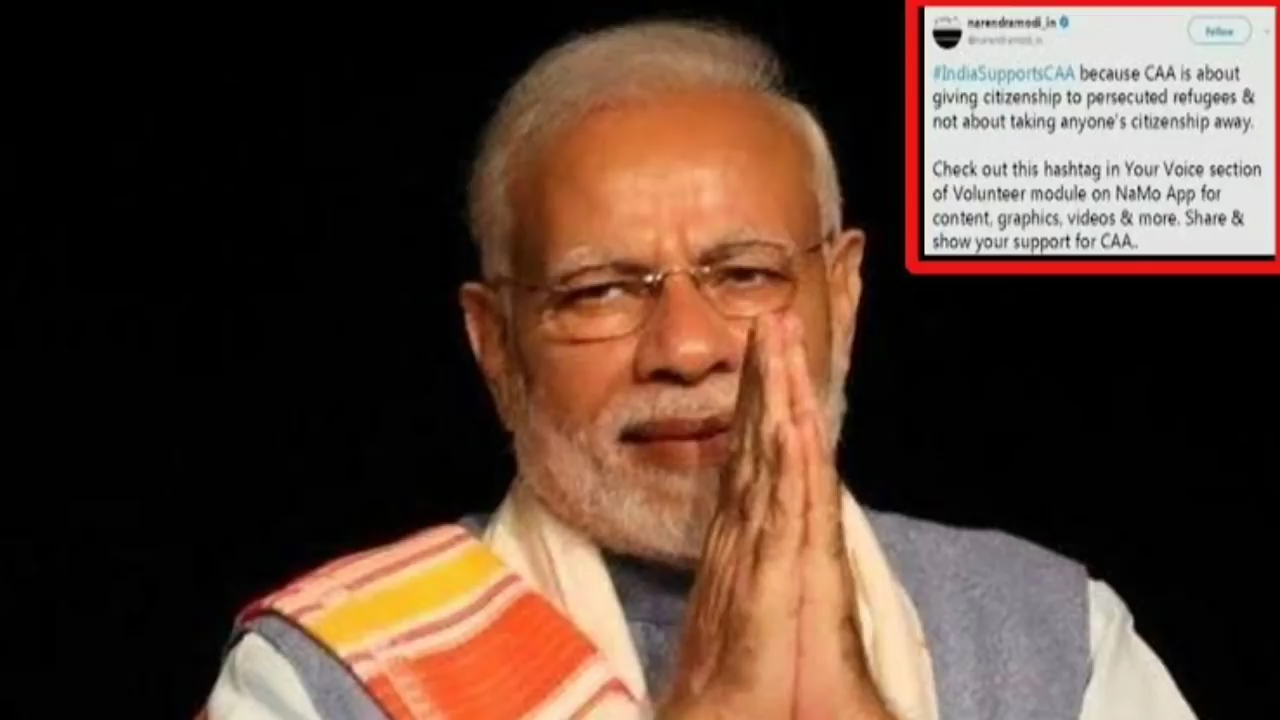 narendramodi_in
@narendramodi_in
Follow
#IndiaSupportsCAA because CAA is about
giving citizenship to persecuted refugees &
not about taking anyone's citizenship away.
Check out this hashtag in Your Voice section
of Volunteer module on NaMo App for
content, graphics, videos & more. Share &
show your support for CAA..